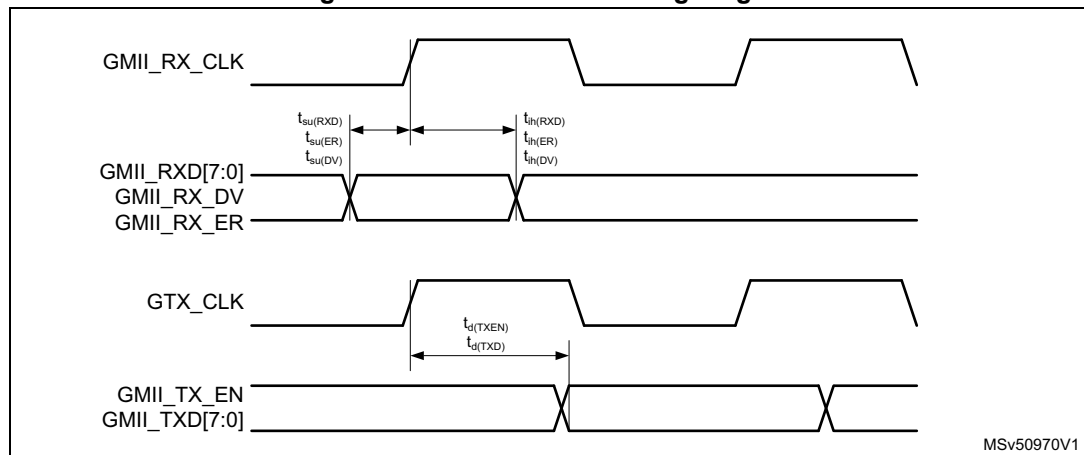 GMII_RX_CLK
tsu(RXD)
tsu(ER)
tsu(DV)
tih(RXD)
tih(ER)
tih(DV)
GMII_RXD[7:0]
GMII_RX_DV
GMII_RX_ER
GTX_CLK
td(TXEN)
td(TXD)
GMII_TX_EN
GMII_TXD[7:0]
MSv50970V1